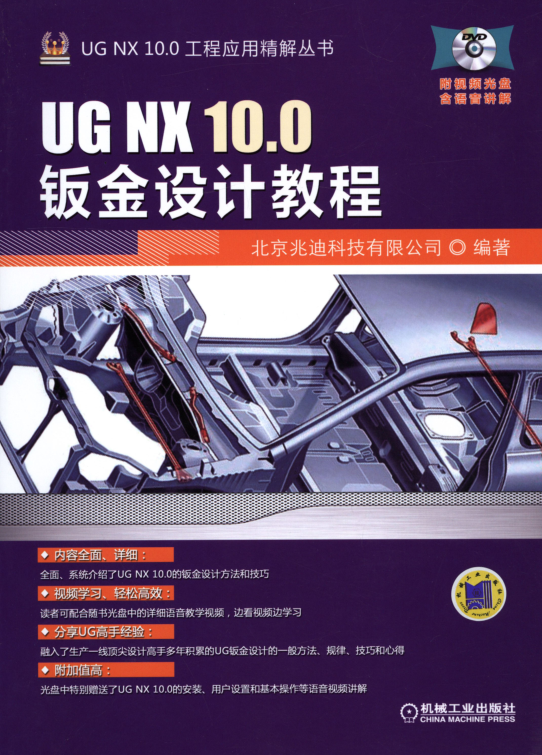 UG NX 10.0 工程应用精解丛书
DVD
附视频光盘
含语音讲解
UG NX 10.0
钣金设计教程
北京兆迪科技有限公司 ◎ 编著
◆ 内容全面、详细：
全面、系统介绍了UG NX 10.0的钣金设计方法和技巧
◆ 视频学习、轻松高效：
读者可配合随书光盘中的详细语音教学视频，边看视频边学习
◆ 分享UG高手经验：
融入了生产一线顶尖设计高手多年积累的UG钣金设计的一般方法、规律、技巧和心得
◆ 附加值高：
光盘中特别赠送了UG NX 10.0的安装、用户设置和基本操作等语音视频讲解
机械工业出版社
CHINA MACHINE PRESS